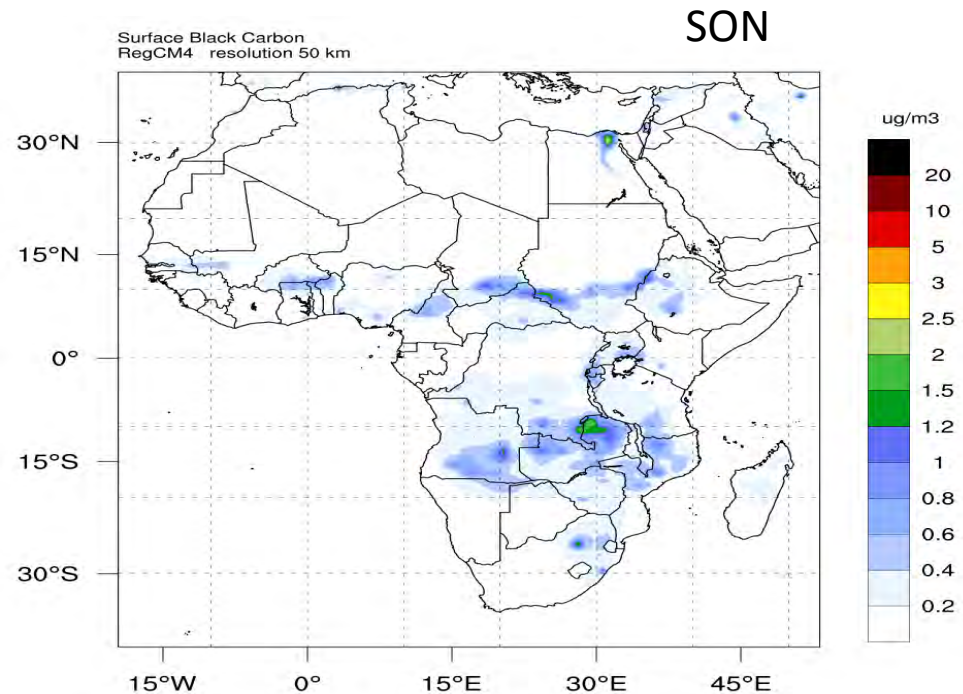 SON
Surface Black Carbon
RegCM4 resolution 50 km
ug/m3
30°N
15°N
0°
15°S
30°S
15°W 0° 15°E 30°E 45°E
20
10
5
3
2.5
2
1.5
1.2
1
0.8
0.6
0.4
0.2